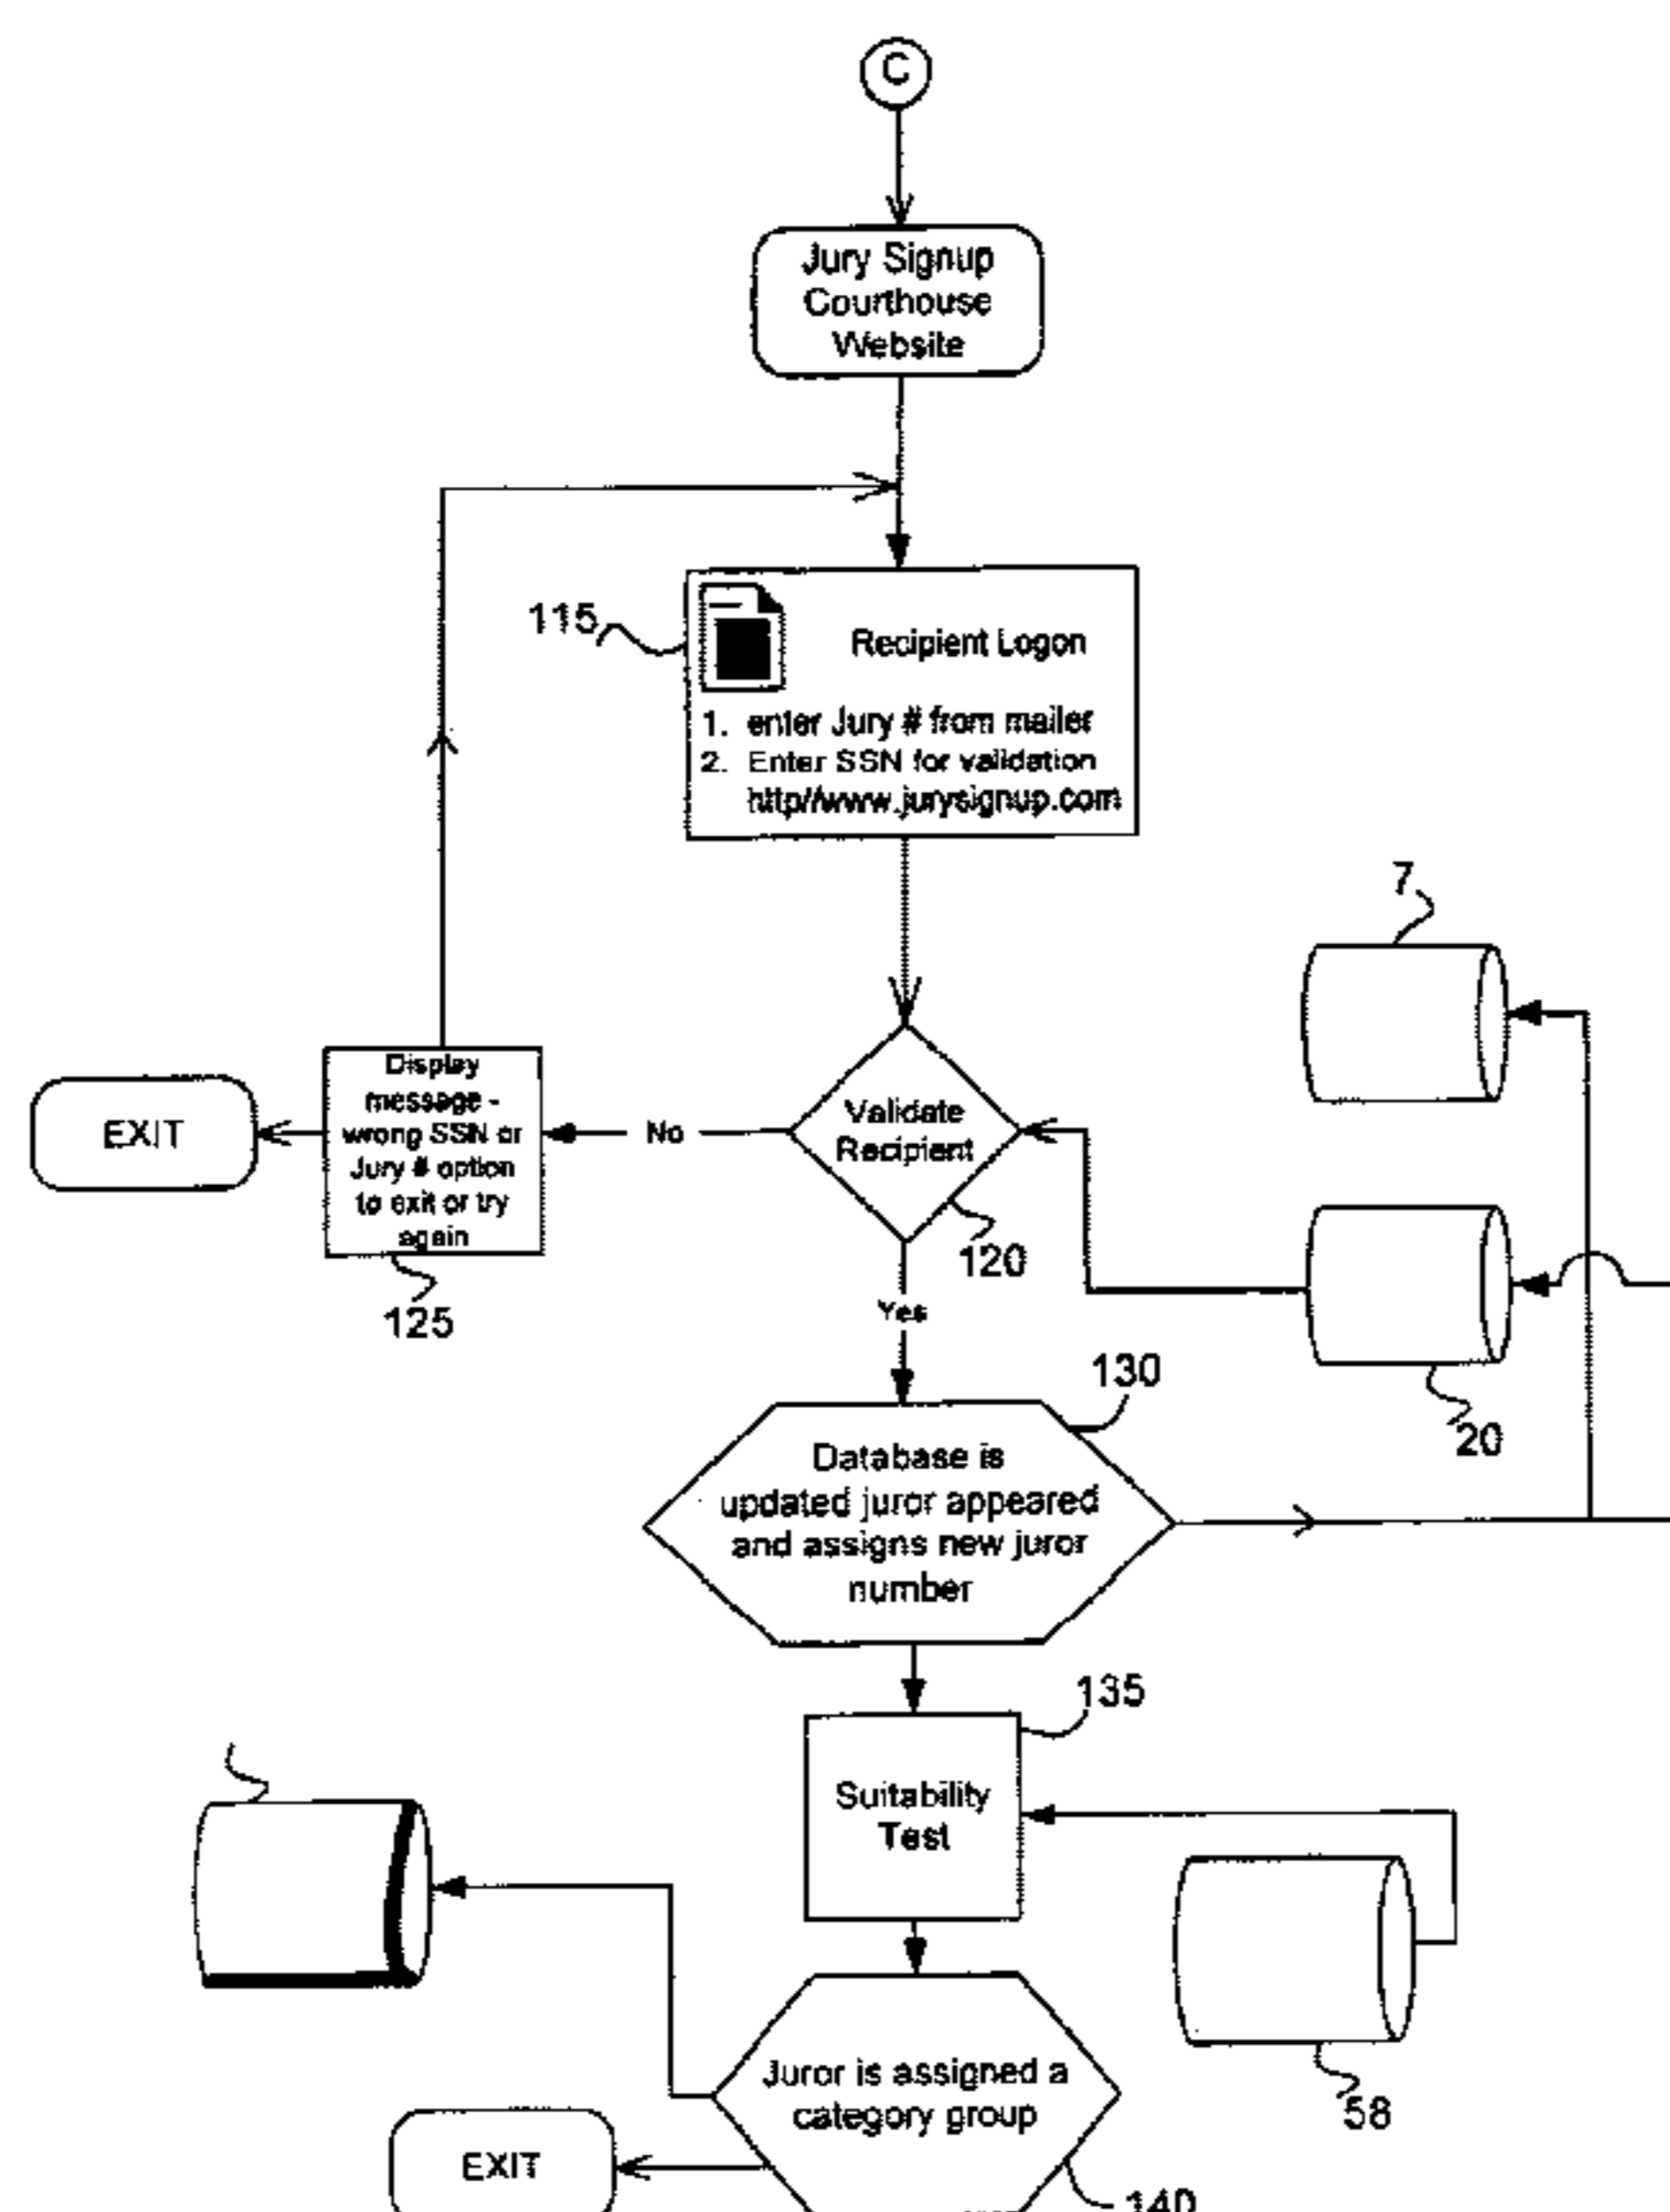 C
Jury Signup
Courthouse
Website
115
Recipient Logon
1. enter Jury # from mailer
2. Enter SSN for validation
http//www.jurysignup.com
7
Display
message -
wrong SSN or
Jury # option
to exit or try
again
EXIT
No
Validate
Recipient
120
125
Yes
20
130
Database is
updated juror appeared
and assigns new juror
number
135
Suitability
Test
58
Juror is assigned a
category group
EXIT
140